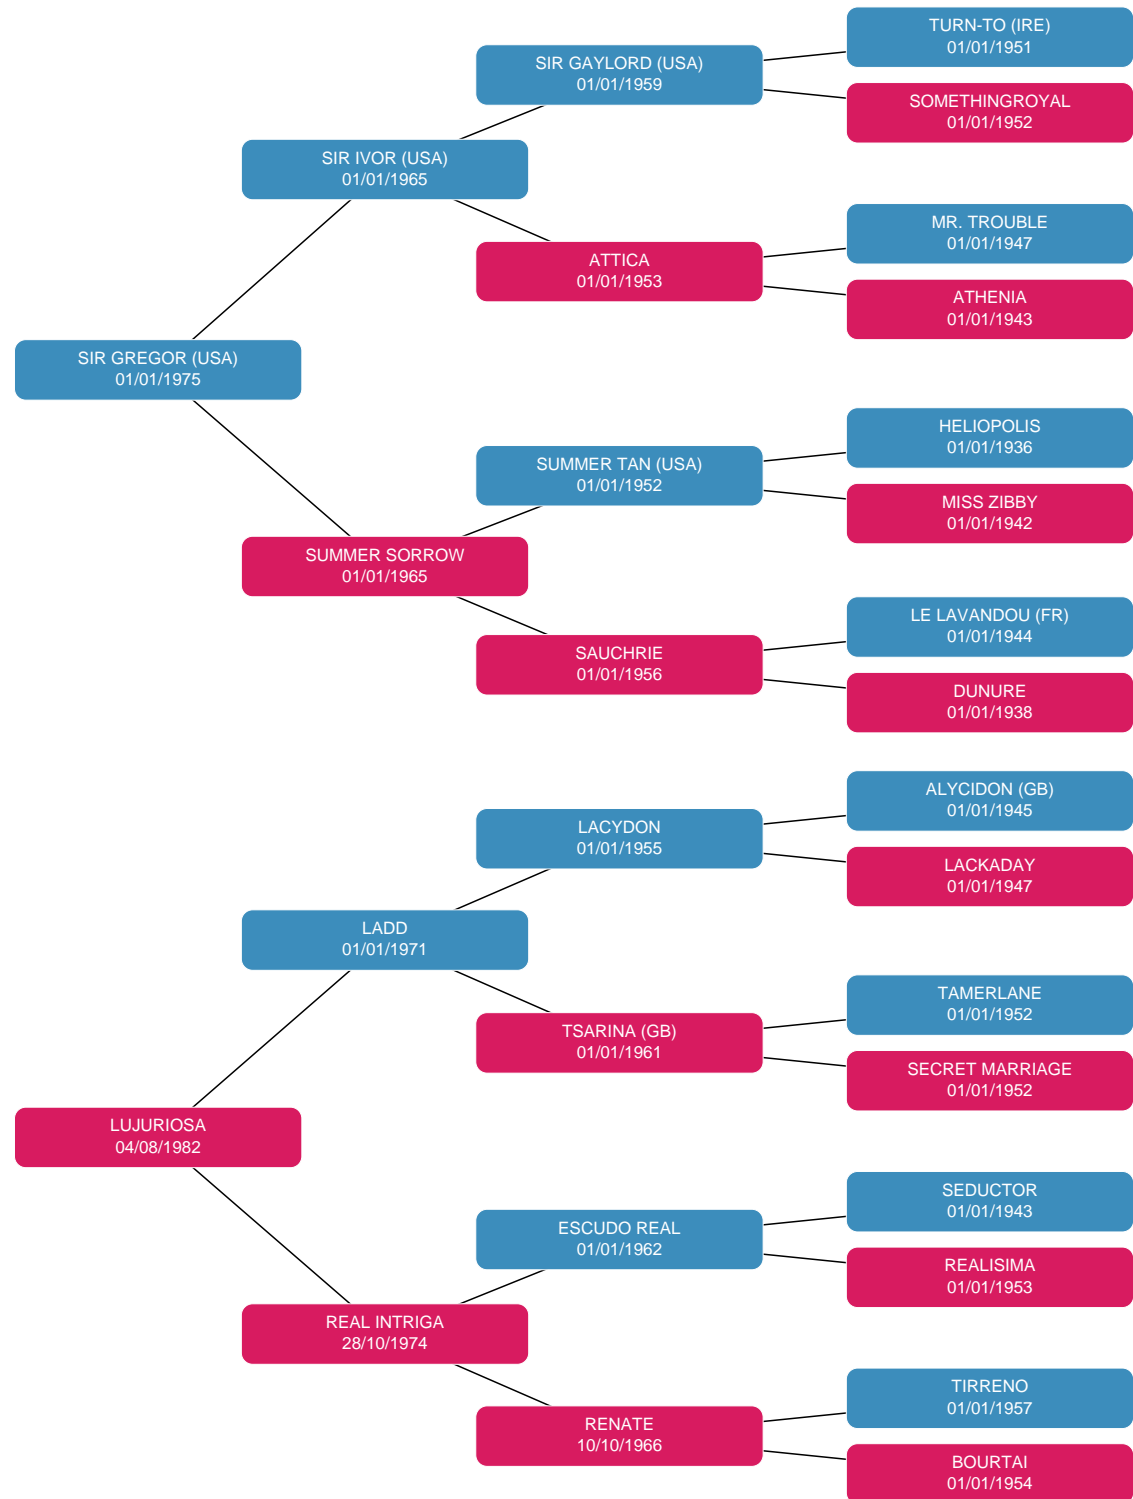 TURN-TO (IRE)
01/01/1951
SIR GAYLORD (USA)
01/01/1959
SOMETHINGROYAL
01/01/1952
SIR IVOR (USA)
01/01/1965
MR. TROUBLE
01/01/1947
ATTICA
01/01/1953
ATHENIA
01/01/1943
SIR GREGOR (USA)
01/01/1975
HELIOPOLIS
01/01/1936
SUMMER TAN (USA)
01/01/1952
MISS ZIBBY
01/01/1942
SUMMER SORROW
01/01/1965
LE LAVANDOU (FR)
01/01/1944
SAUCHRIE
01/01/1956
DUNURE
01/01/1938
ALYCIDON (GB)
01/01/1945
LACYDON
01/01/1955
LACKADAY
01/01/1947
LADD
01/01/1971
TAMERLANE
01/01/1952
TSARINA (GB)
01/01/1961
SECRET MARRIAGE
01/01/1952
LUJURIOSA
04/08/1982
SEDUCTOR
01/01/1943
ESCUDO REAL
01/01/1962
REALISIMA
01/01/1953
REAL INTRIGA
28/10/1974
TIRRENO
01/01/1957
RENATE
10/10/1966
BOURTAI
01/01/1954